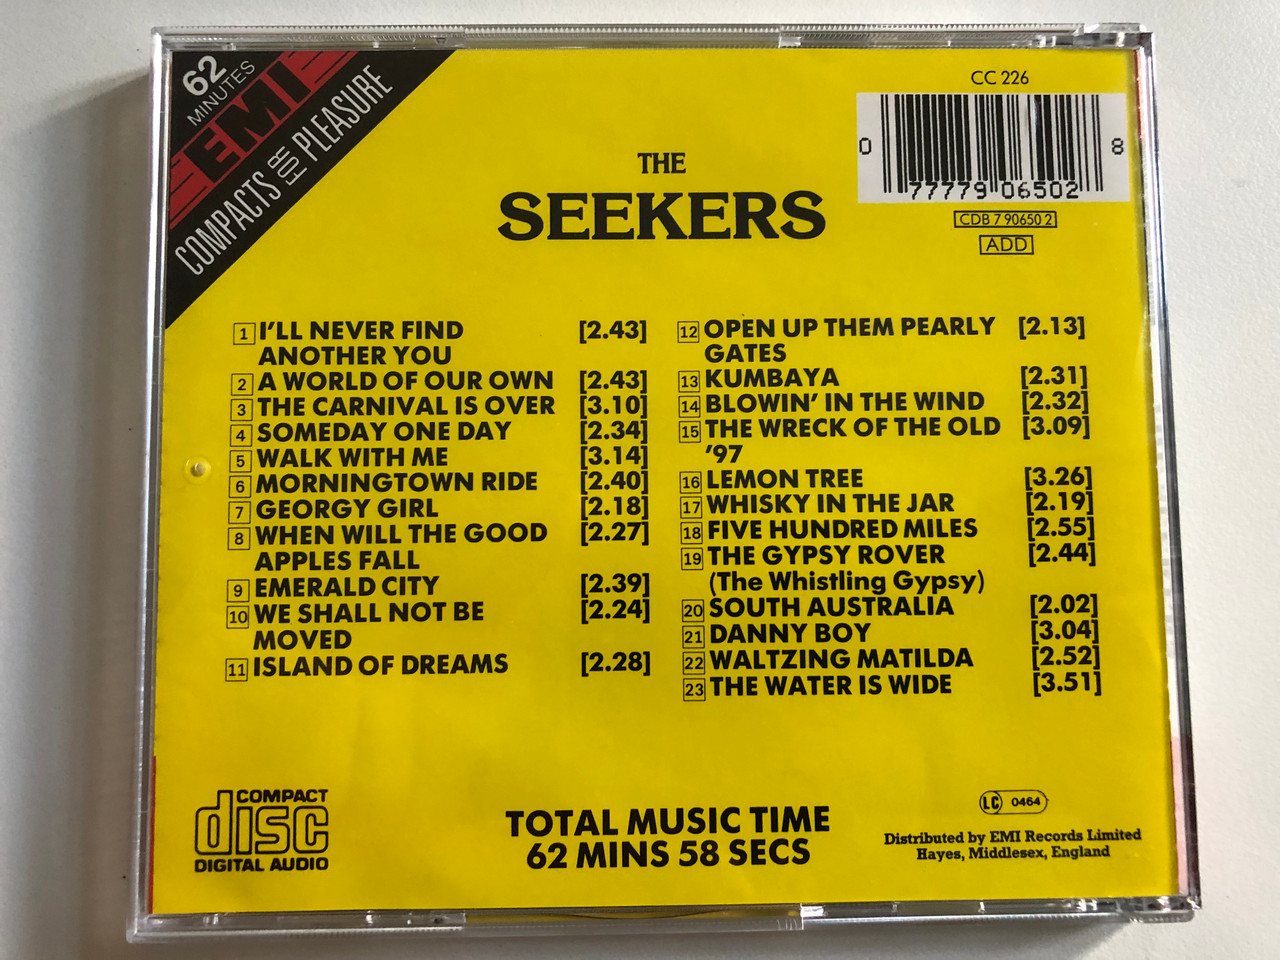 62
MINUTES
EMI
COMPACTS FOR PLEASURE
CC 226
0 77779 06502 8
CDB 7 90650 2
ADD
THE
SEEKERS
1 I'LL NEVER FIND [2.43]
ANOTHER YOU
2 A WORLD OF OUR OWN [2.43]
3 THE CARNIVAL IS OVER [3.10]
4 SOMEDAY ONE DAY [2.34]
5 WALK WITH ME [3.14]
6 MORNINGTOWN RIDE [2.40]
7 GEORGY GIRL [2.18]
8 WHEN WILL THE GOOD [2.27]
APPLES FALL
9 EMERALD CITY [2.39]
10 WE SHALL NOT BE [2.24]
MOVED
11 ISLAND OF DREAMS [2.28]
12 OPEN UP THEM PEARLY [2.13]
GATES
13 KUMBAYA [2.31]
14 BLOWIN' IN THE WIND [2.32]
15 THE WRECK OF THE OLD [3.09]
'97
16 LEMON TREE [3.26]
17 WHISKY IN THE JAR [2.19]
18 FIVE HUNDRED MILES [2.55]
19 THE GYPSY ROVER [2.44]
(The Whistling Gypsy)
20 SOUTH AUSTRALIA [2.02]
21 DANNY BOY [3.04]
22 WALTZING MATILDA [2.52]
23 THE WATER IS WIDE [3.51]
COMPACT
disc
DIGITAL AUDIO
TOTAL MUSIC TIME
62 MINS 58 SECS
LC 0464
Distributed by EMI Records Limited
Hayes, Middlesex, England